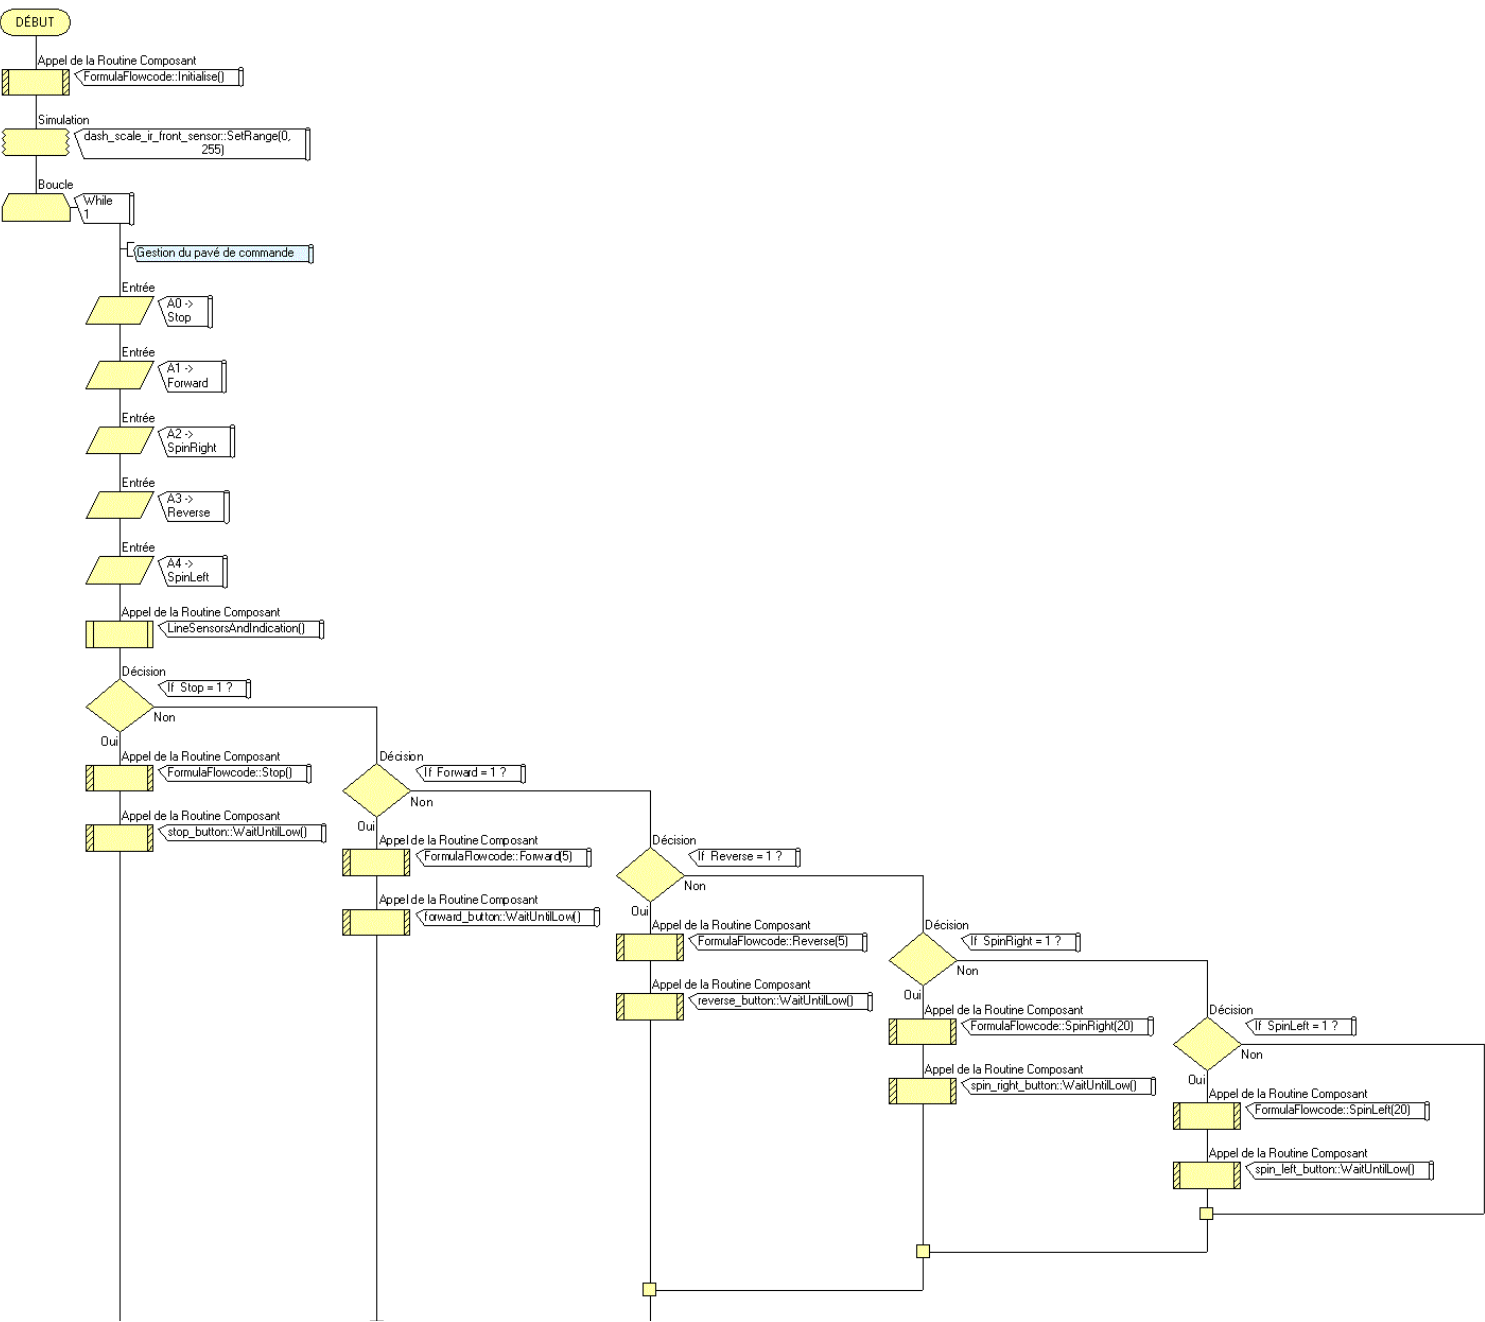 DÉBUT
Appel de la Routine Composant
FormulaFlowcode::Initialise()
Simulation
dash_scale_ir_front_sensor::SetRange(0,
255)
Boucle
While
1
Gestion du pavé de commande
Entrée
A0 ->
Stop
Entrée
A1 ->
Forward
Entrée
A2 ->
SpinRight
Entrée
A3 ->
Reverse
Entrée
A4 ->
SpinLeft
Appel de la Routine Composant
LineSensorsAndIndication()
Décision
If Stop = 1 ?
Non
Oui
Appel de la Routine Composant
FormulaFlowcode::Stop()
Appel de la Routine Composant
stop_button::WaitUntilLow()
Décision
If Forward = 1 ?
Non
Oui
Appel de la Routine Composant
FormulaFlowcode::Forward(5)
Appel de la Routine Composant
forward_button::WaitUntilLow()
Décision
If Reverse = 1 ?
Non
Oui
Appel de la Routine Composant
FormulaFlowcode::Reverse(5)
Appel de la Routine Composant
reverse_button::WaitUntilLow()
Décision
If SpinRight = 1 ?
Non
Oui
Appel de la Routine Composant
FormulaFlowcode::SpinRight(20)
Appel de la Routine Composant
spin_right_button::WaitUntilLow()
Décision
If SpinLeft = 1 ?
Non
Oui
Appel de la Routine Composant
FormulaFlowcode::SpinLeft(20)
Appel de la Routine Composant
spin_left_button::WaitUntilLow()